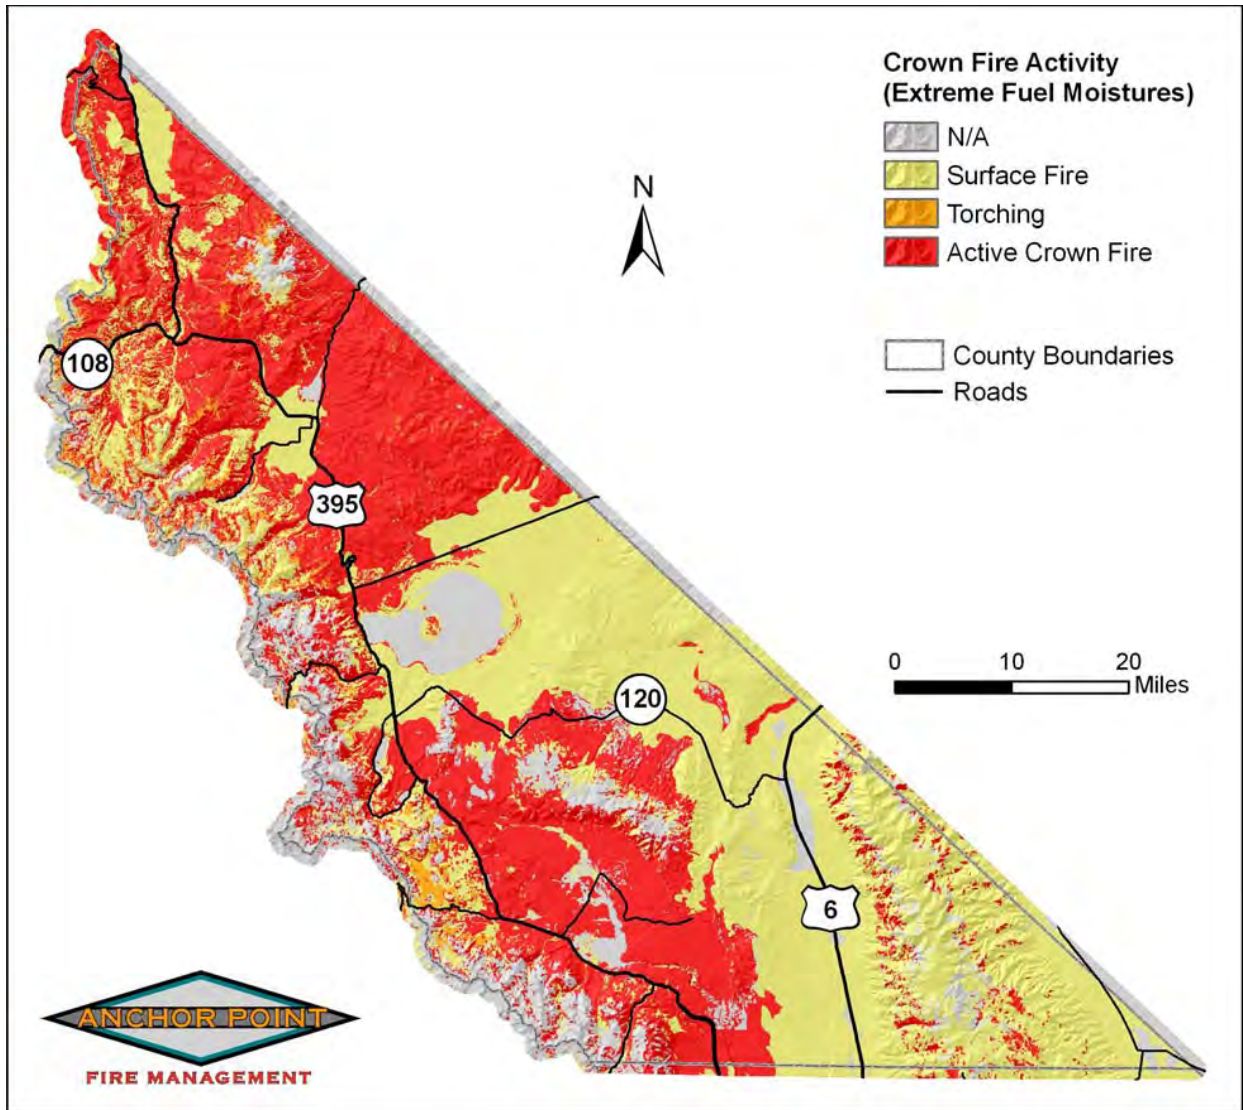 Crown Fire Activity
(Extreme Fuel Moistures)
N/A
Surface Fire
Torching
Active Crown Fire
N
County Boundaries
Roads
108
395
0 10 20
Miles
120
6
ANCHOR POINT
FIRE MANAGEMENT